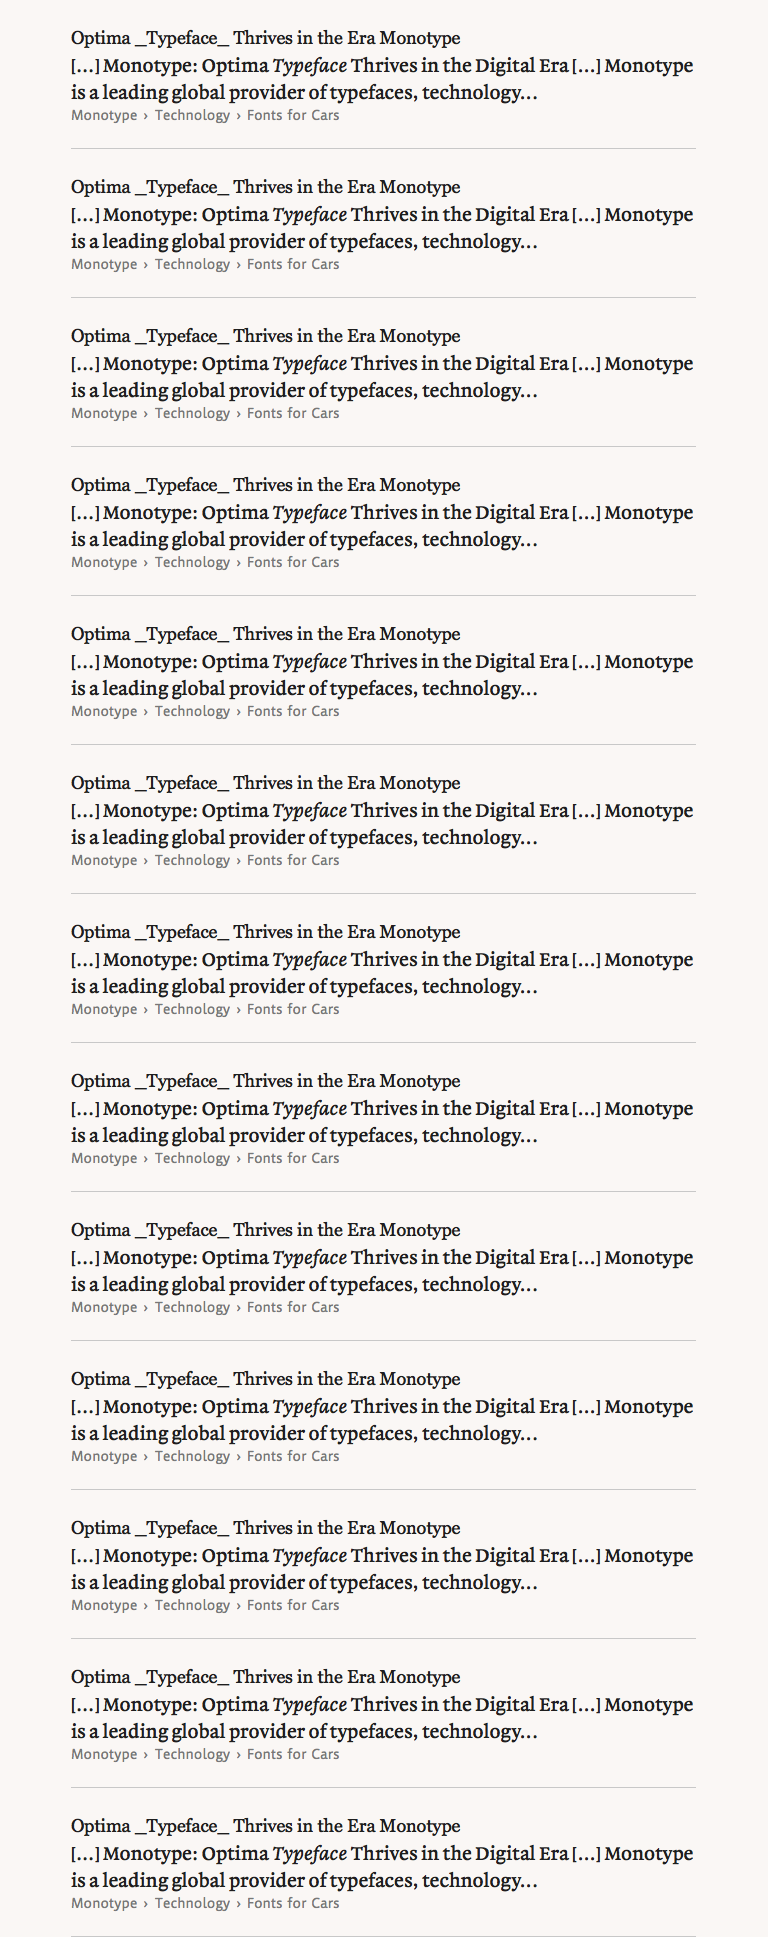 Optima _Typeface_ Thrives in the Era Monotype
[…] Monotype: Optima Typeface Thrives in the Digital Era […] Monotype
is a leading global provider of typefaces, technology…
Monotype › Technology › Fonts for Cars
Optima _Typeface_ Thrives in the Era Monotype
[…] Monotype: Optima Typeface Thrives in the Digital Era […] Monotype
is a leading global provider of typefaces, technology…
Monotype › Technology › Fonts for Cars
Optima _Typeface_ Thrives in the Era Monotype
[…] Monotype: Optima Typeface Thrives in the Digital Era […] Monotype
is a leading global provider of typefaces, technology…
Monotype › Technology › Fonts for Cars
Optima _Typeface_ Thrives in the Era Monotype
[…] Monotype: Optima Typeface Thrives in the Digital Era […] Monotype
is a leading global provider of typefaces, technology…
Monotype › Technology › Fonts for Cars
Optima _Typeface_ Thrives in the Era Monotype
[…] Monotype: Optima Typeface Thrives in the Digital Era […] Monotype
is a leading global provider of typefaces, technology…
Monotype › Technology › Fonts for Cars
Optima _Typeface_ Thrives in the Era Monotype
[…] Monotype: Optima Typeface Thrives in the Digital Era […] Monotype
is a leading global provider of typefaces, technology…
Monotype › Technology › Fonts for Cars
Optima _Typeface_ Thrives in the Era Monotype
[…] Monotype: Optima Typeface Thrives in the Digital Era […] Monotype
is a leading global provider of typefaces, technology…
Monotype › Technology › Fonts for Cars
Optima _Typeface_ Thrives in the Era Monotype
[…] Monotype: Optima Typeface Thrives in the Digital Era […] Monotype
is a leading global provider of typefaces, technology…
Monotype › Technology › Fonts for Cars
Optima _Typeface_ Thrives in the Era Monotype
[…] Monotype: Optima Typeface Thrives in the Digital Era […] Monotype
is a leading global provider of typefaces, technology…
Monotype › Technology › Fonts for Cars
Optima _Typeface_ Thrives in the Era Monotype
[…] Monotype: Optima Typeface Thrives in the Digital Era […] Monotype
is a leading global provider of typefaces, technology…
Monotype › Technology › Fonts for Cars
Optima _Typeface_ Thrives in the Era Monotype
[…] Monotype: Optima Typeface Thrives in the Digital Era […] Monotype
is a leading global provider of typefaces, technology…
Monotype › Technology › Fonts for Cars
Optima _Typeface_ Thrives in the Era Monotype
[…] Monotype: Optima Typeface Thrives in the Digital Era […] Monotype
is a leading global provider of typefaces, technology…
Monotype › Technology › Fonts for Cars
Optima _Typeface_ Thrives in the Era Monotype
[…] Monotype: Optima Typeface Thrives in the Digital Era […] Monotype
is a leading global provider of typefaces, technology…
Monotype › Technology › Fonts for Cars